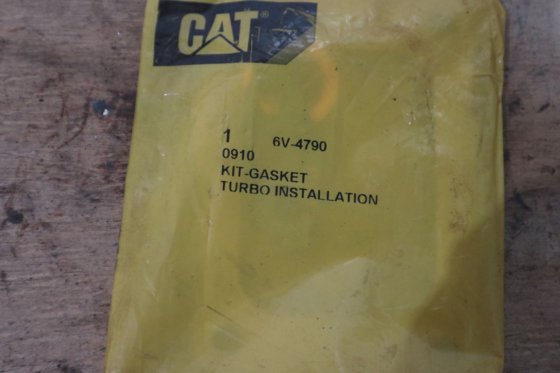 CAT®
1 6V-4790
0910
KIT-GASKET
TURBO INSTALLATION